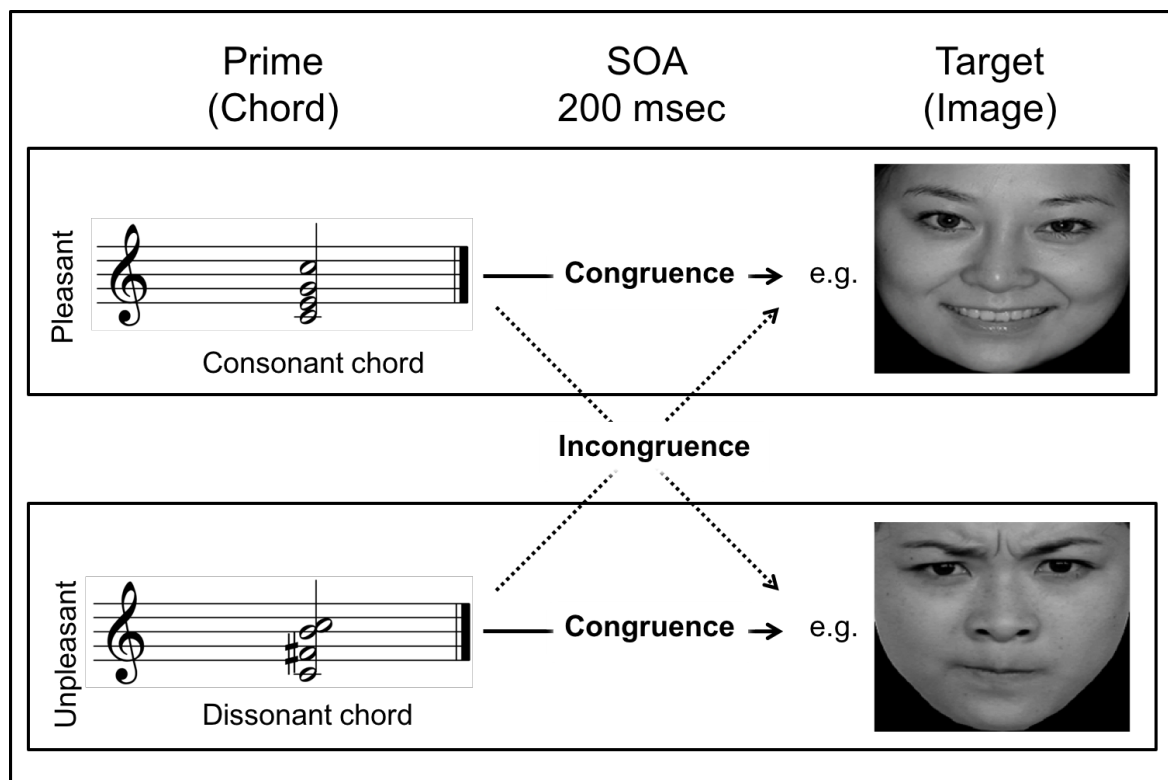 Prime
(Chord)
SOA
200 msec
Target
(Image)
Pleasant
Congruence
e.g.
Consonant chord
Incongruence
Unpleasant
Congruence
e.g.
Dissonant chord